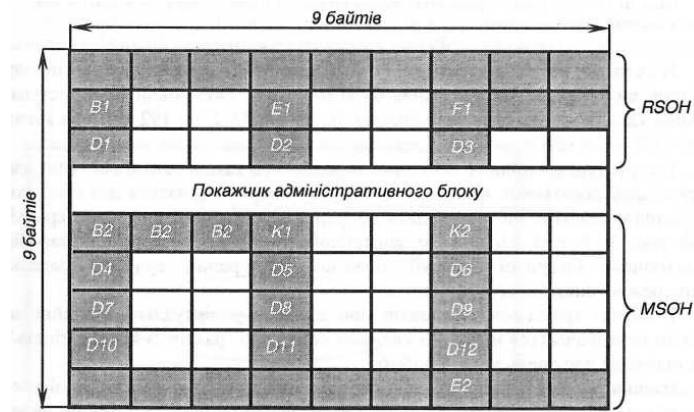 9 байтів
B1 E1 F1
RSOH
D1 D2 D3
Покажчик адміністративного блоку
9 байтів
B2 B2 B2 K1 K2
D4 D5 D6
D7 D8 D9
MSOH
D10 D11 D12
E2